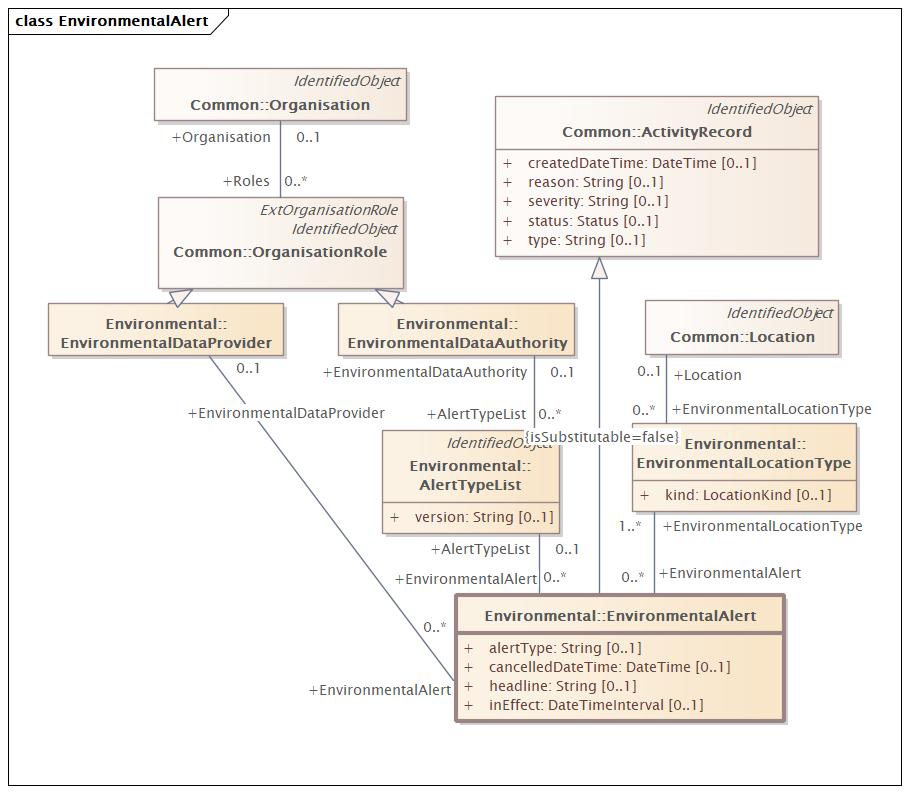 class EnvironmentalAlert
IdentifiedObject
Common::Organisation
+Organisation 0..1
+Roles 0..*
ExtOrganisationRole
IdentifiedObject
Common::OrganisationRole
IdentifiedObject
Common::ActivityRecord
+ createdDateTime: DateTime [0..1]
+ reason: String [0..1]
+ severity: String [0..1]
+ status: Status [0..1]
+ type: String [0..1]
Environmental::
EnvironmentalDataProvider
Environmental::
EnvironmentalDataAuthority
IdentifiedObject
Common::Location
0..1
+EnvironmentalDataProvider
+EnvironmentalDataAuthority 0..1
+AlertTypeList 0..*
0..1 +Location
0..* +EnvironmentalLocationType
{isSubstitutable=false}
IdentifiedObject
Environmental::
AlertTypeList
+ version: String [0..1]
Environmental::
EnvironmentalLocationType
+ kind: LocationKind [0..1]
+AlertTypeList 0..1
+EnvironmentalAlert 0..*
1..* +EnvironmentalLocationType
0..* +EnvironmentalAlert
0..*
+EnvironmentalAlert
Environmental::EnvironmentalAlert
+ alertType: String [0..1]
+ cancelledDateTime: DateTime [0..1]
+ headline: String [0..1]
+ inEffect: DateTimeInterval [0..1]